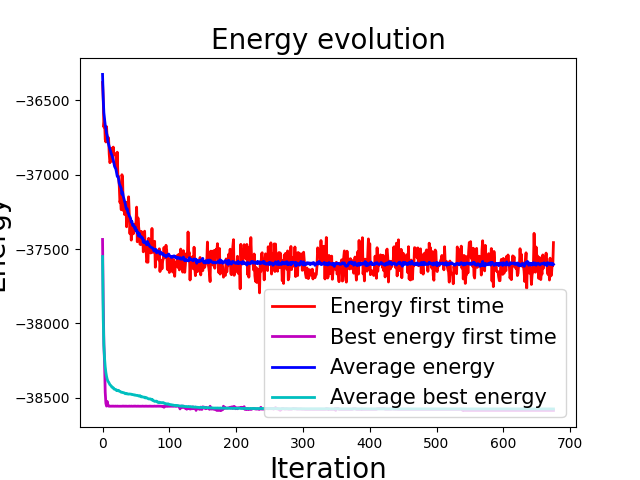 Energy evolution
Energy
−36500
−37000
−37500
−38000
−38500
Energy first time
Best energy first time
Average energy
Average best energy
0 100 200 300 400 500 600 700
Iteration